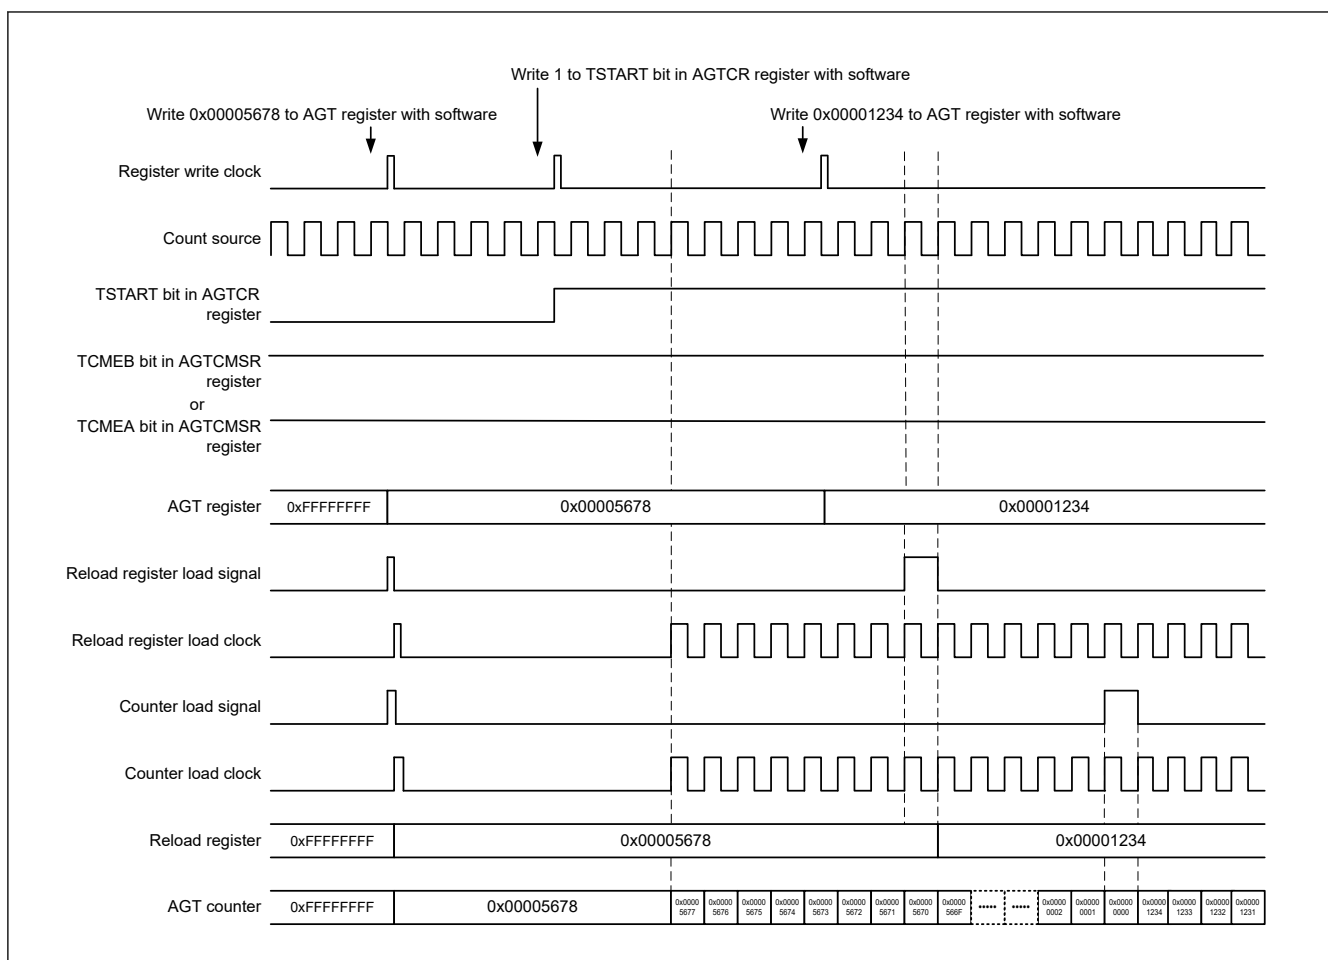 Write 1 to TSTART bit in AGTCR register with software
Write 0x00005678 to AGT register with software
Write 0x00001234 to AGT register with software
Register write clock
Count source
TSTART bit in AGTCR
register
TCMEB bit in AGTCMSR
register
or
TCMEA bit in AGTCMSR
register
AGT register
0xFFFFFFFF
0x00005678
0x00001234
Reload register load signal
Reload register load clock
Counter load signal
Counter load clock
Reload register
0xFFFFFFFF
0x00005678
0x00001234
AGT counter
0xFFFFFFFF
0x00005678
0x0000
5677
0x0000
5676
0x0000
5675
0x0000
5674
0x0000
5673
0x0000
5672
0x0000
5671
0x0000
5670
0x0000
566F
•••••
•••••
0x0000
0002
0x0000
0001
0x0000
0000
0x0000
1234
0x0000
1233
0x0000
1232
0x0000
1231